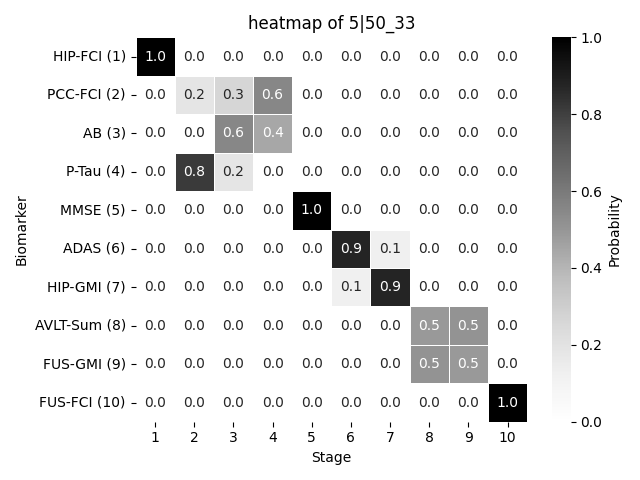 heatmap of 5|50_33
HIP-FCI (1) 1.0 0.0 0.0 0.0 0.0 0.0 0.0 0.0 0.0 0.0
PCC-FCI (2) 0.0 0.2 0.3 0.6 0.0 0.0 0.0 0.0 0.0 0.0
AB (3) 0.0 0.0 0.6 0.4 0.0 0.0 0.0 0.0 0.0 0.0
P-Tau (4) 0.0 0.8 0.2 0.0 0.0 0.0 0.0 0.0 0.0 0.0
MMSE (5) 0.0 0.0 0.0 0.0 1.0 0.0 0.0 0.0 0.0 0.0
ADAS (6) 0.0 0.0 0.0 0.0 0.0 0.9 0.1 0.0 0.0 0.0
HIP-GMI (7) 0.0 0.0 0.0 0.0 0.0 0.1 0.9 0.0 0.0 0.0
AVLT-Sum (8) 0.0 0.0 0.0 0.0 0.0 0.0 0.0 0.5 0.5 0.0
FUS-GMI (9) 0.0 0.0 0.0 0.0 0.0 0.0 0.0 0.5 0.5 0.0
FUS-FCI (10) 0.0 0.0 0.0 0.0 0.0 0.0 0.0 0.0 0.0 1.0
1 2 3 4 5 6 7 8 9 10
Stage
Biomarker
1.0
0.8
0.6
0.4
0.2
0.0
Probability